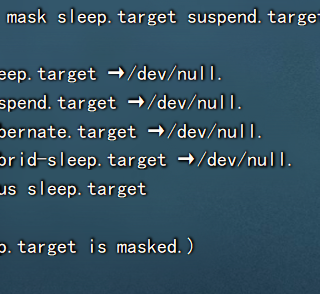 mask sleep.target suspend.target
eep.target →/dev/null.
spend.target →/dev/null.
bernate.target →/dev/null.
brid-sleep.target →/dev/null.
us sleep.target
p.target is masked.)